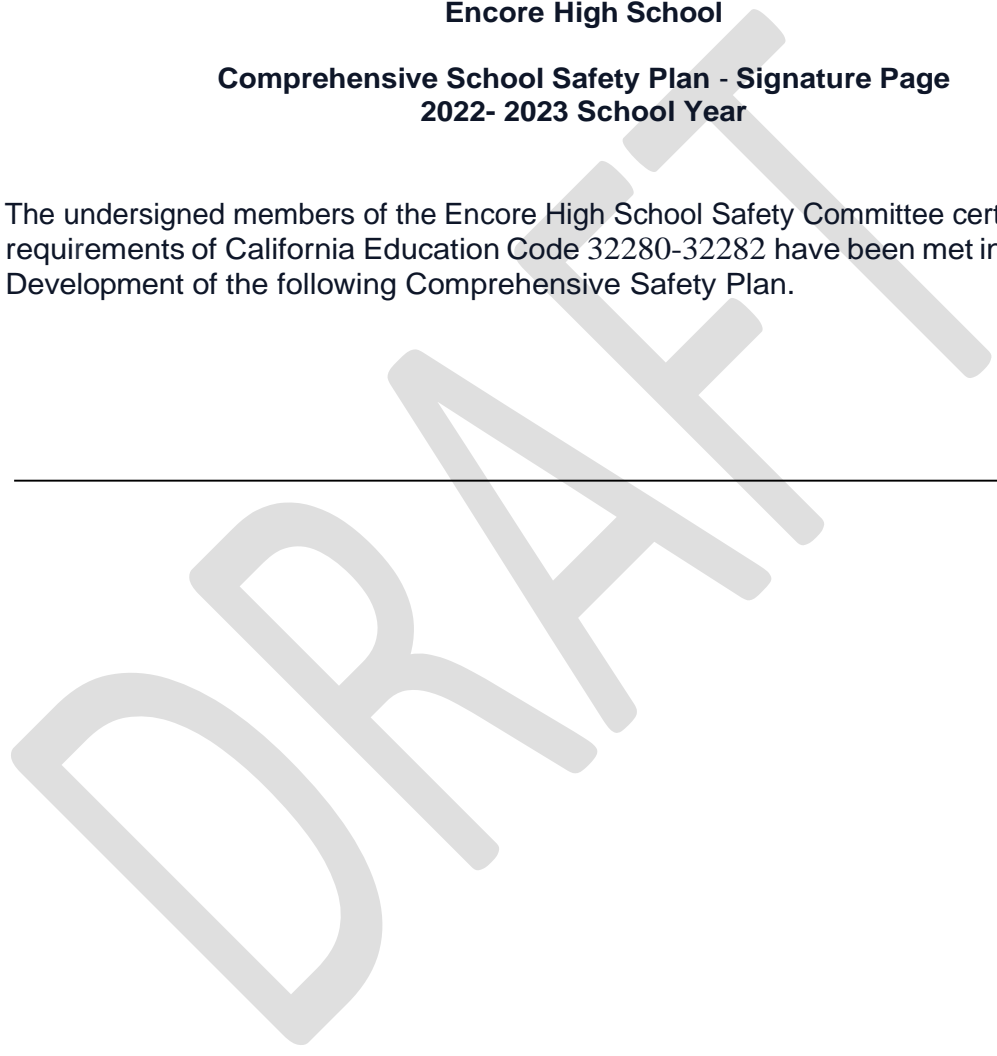 Encore High School
Comprehensive School Safety Plan - Signature Page
2022- 2023 School Year
The undersigned members of the Encore High School Safety Committee cert
requirements of California Education Code 32280-32282 have been met in
Development of the following Comprehensive Safety Plan.
DRAFT